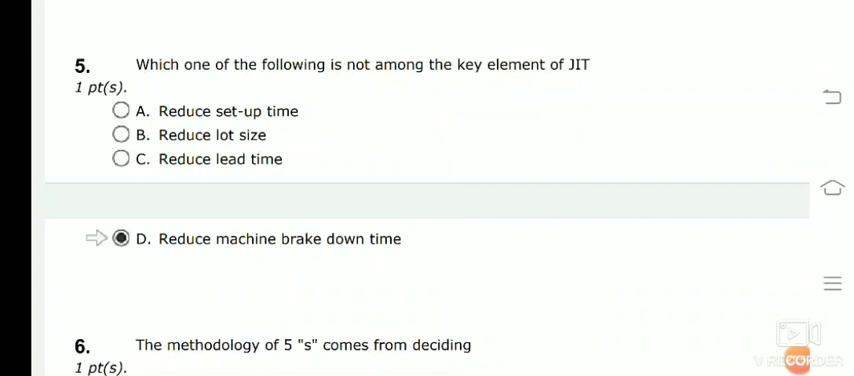 5. Which one of the following is not among the key element of JIT
1 pt(s).
A. Reduce set-up time
B. Reduce lot size
C. Reduce lead time
D. Reduce machine brake down time
6. The methodology of 5 "s" comes from deciding
1 pt(s).
V RECORDER